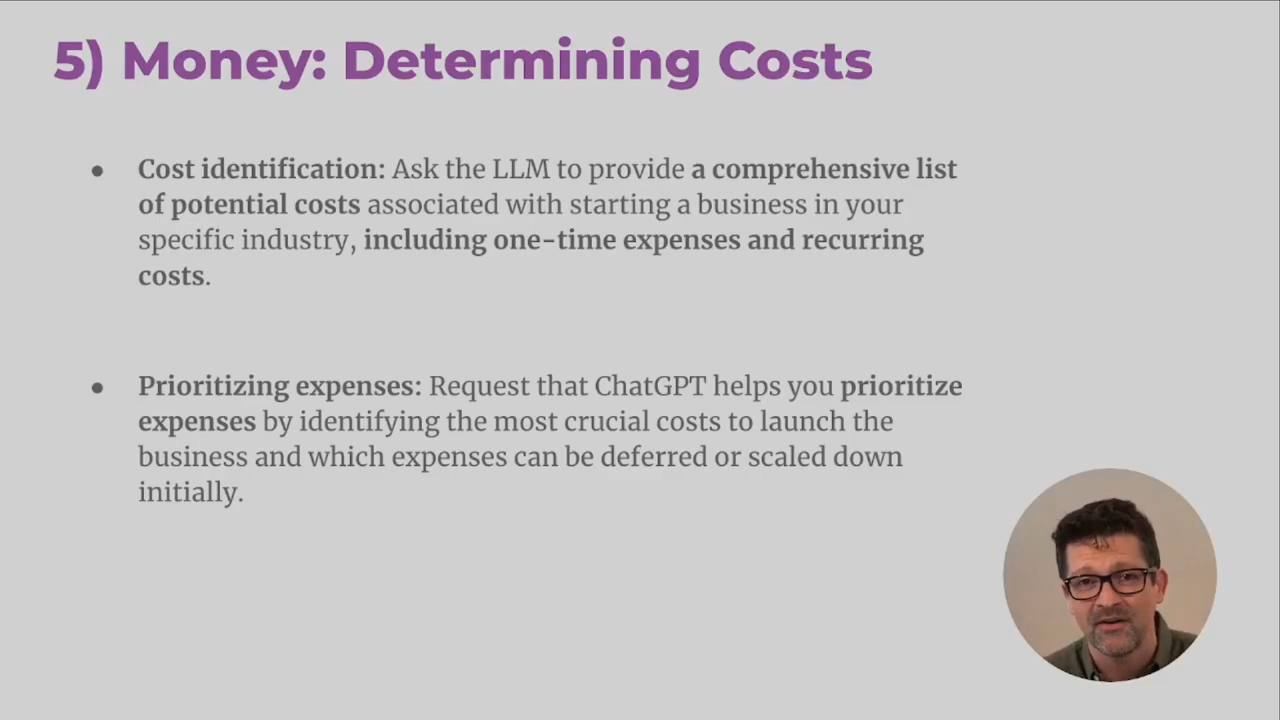 5) Money: Determining Costs
● Cost identification: Ask the LLM to provide a comprehensive list
of potential costs associated with starting a business in your
specific industry, including one-time expenses and recurring
costs.
● Prioritizing expenses: Request that ChatGPT helps you prioritize
expenses by identifying the most crucial costs to launch the
business and which expenses can be deferred or scaled down
initially.